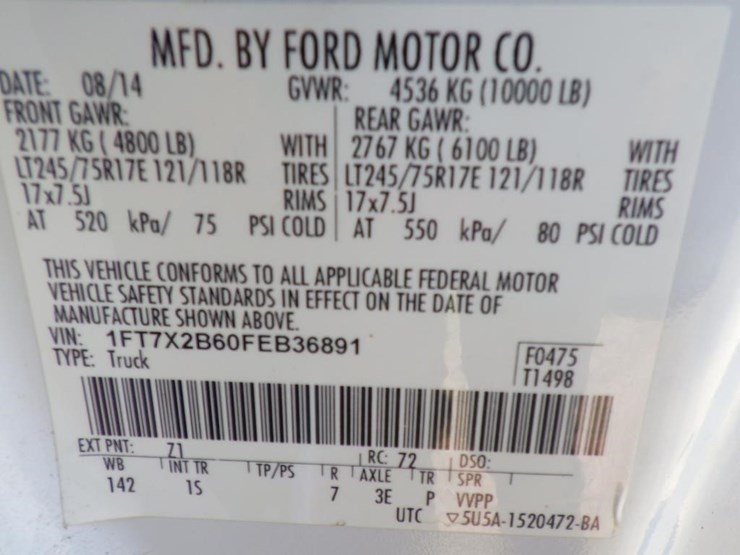 MFD. BY FORD MOTOR CO.
DATE: 08/14 GVWR: 4536 KG (10000 LB)
FRONT GAWR: REAR GAWR:
2177 KG ( 4800 LB) WITH 2767 KG ( 6100 LB) WITH
LT245/75R17E 121/118R TIRES LT245/75R17E 121/118R TIRES
17x7.5J RIMS 17x7.5J RIMS
AT 520 kPa/ 75 PSI COLD AT 550 kPa/ 80 PSI COLD
THIS VEHICLE CONFORMS TO ALL APPLICABLE FEDERAL MOTOR
VEHICLE SAFETY STANDARDS IN EFFECT ON THE DATE OF
MANUFACTURE SHOWN ABOVE.
VIN: 1FT7X2B60FEB36891 F0475
TYPE: Truck T1498
EXT PNT: Z1 RC: 72 DSO:
WB INT TR TP/PS R AXLE TR SPR
142 1S 7 3E P VVPP
UTC ▽5U5A-1520472-BA